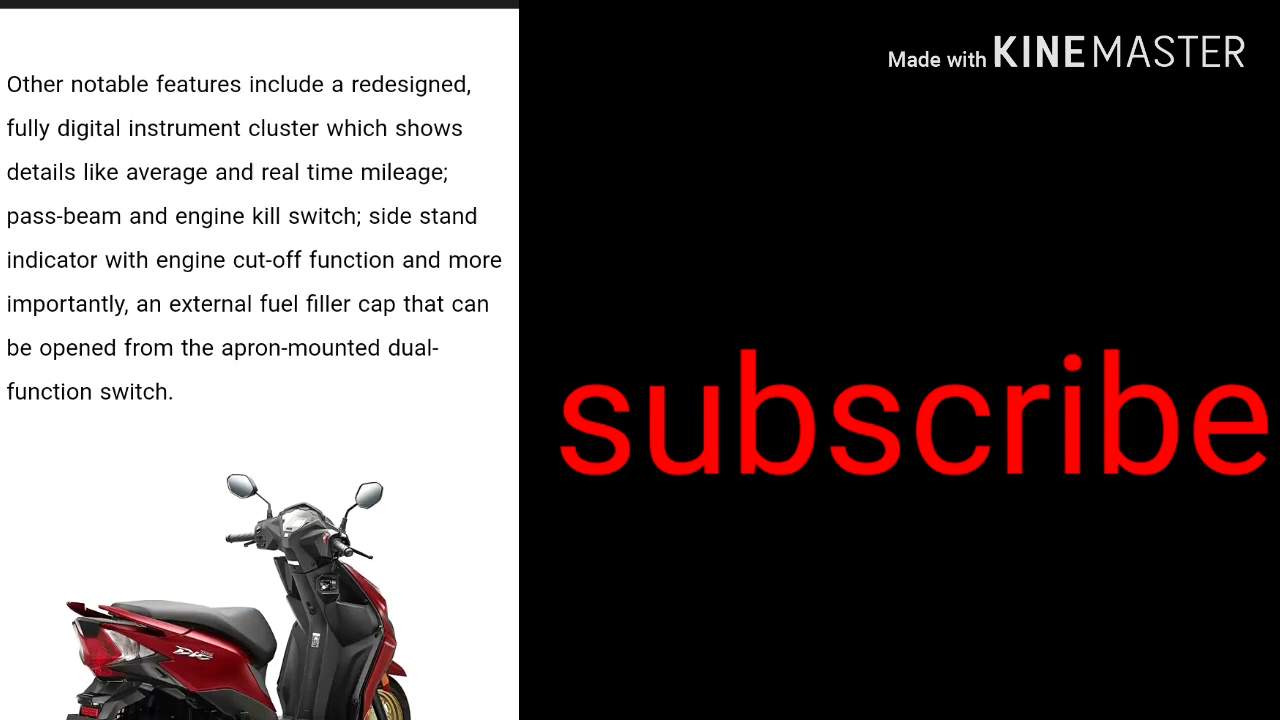 Other notable features include a redesigned,
fully digital instrument cluster which shows
details like average and real time mileage;
pass-beam and engine kill switch; side stand
indicator with engine cut-off function and more
importantly, an external fuel filler cap that can
be opened from the apron-mounted dual-
function switch.
Made with KINEMASTER
subscribe
DIO